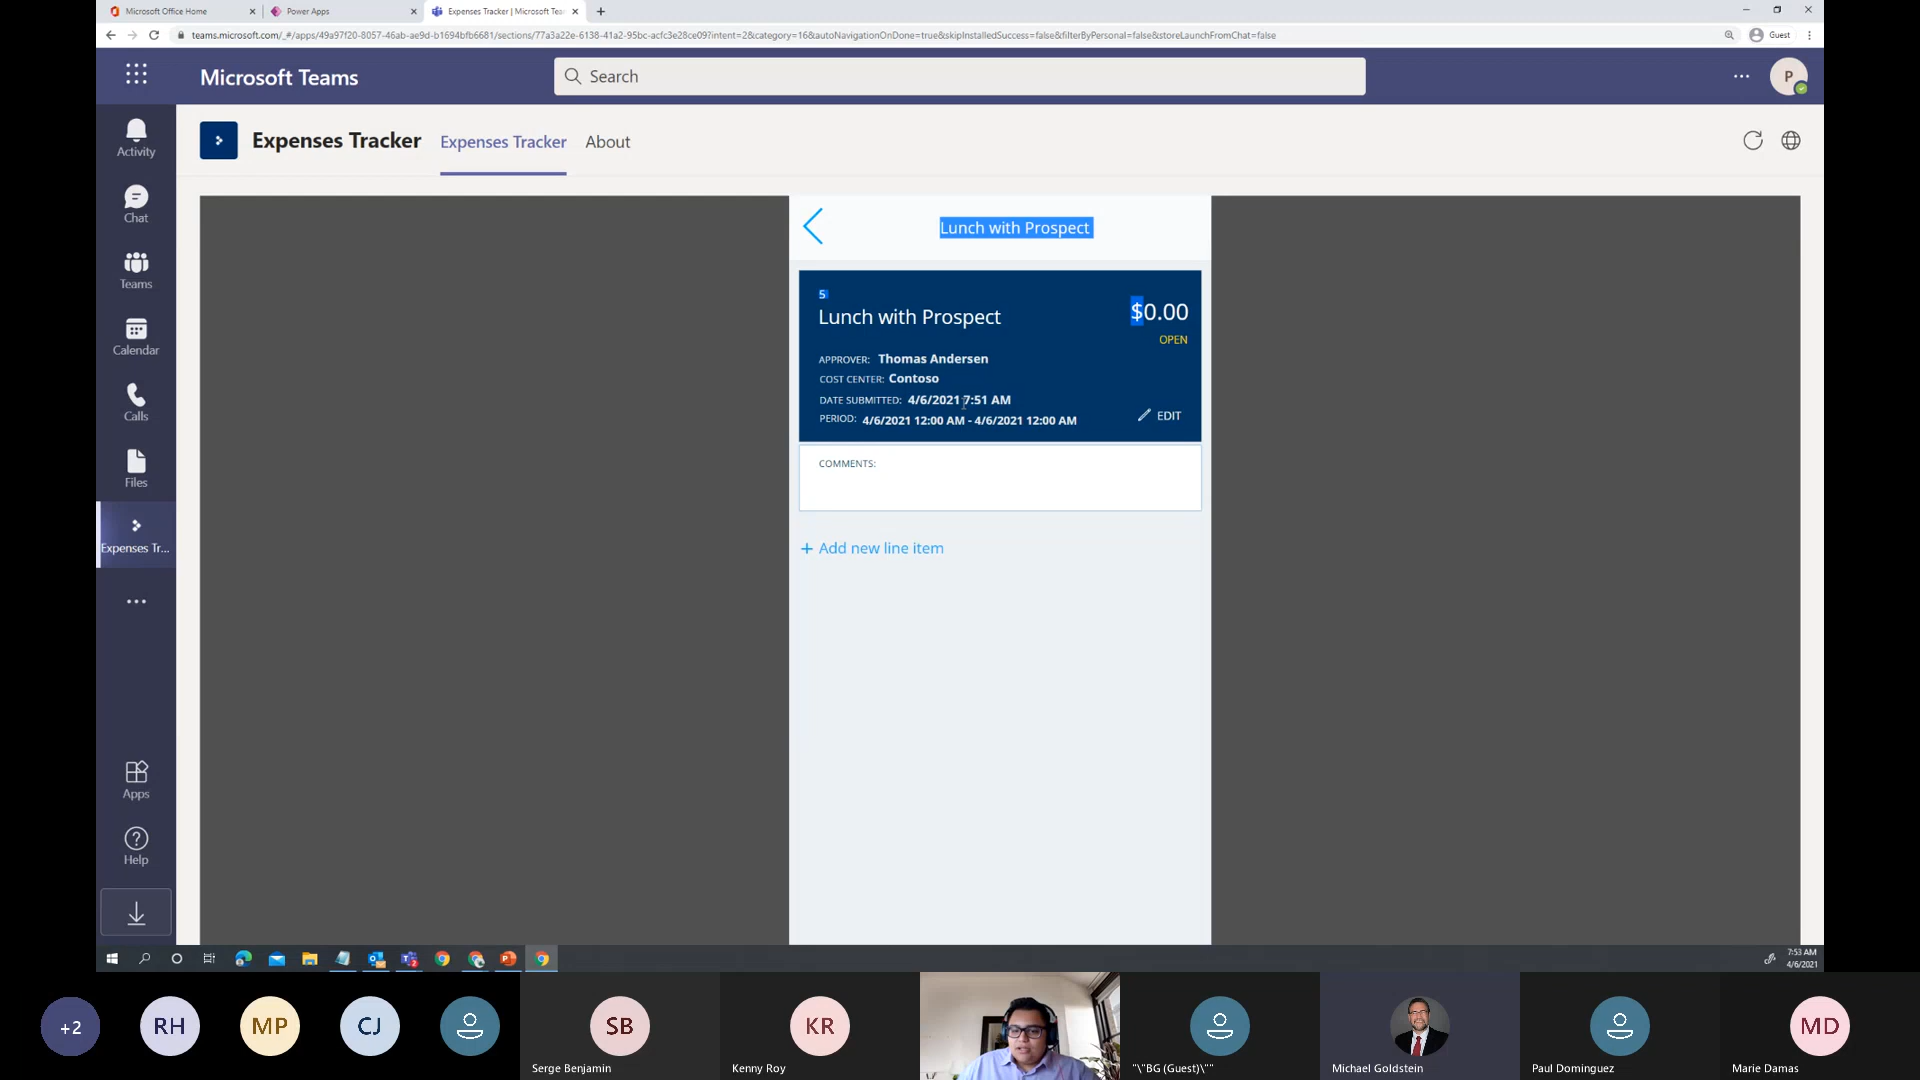 Microsoft Office Home
Power Apps
Expenses Tracker | Microsoft Tea
teams.microsoft.com/_#/apps/49a97f20-8057-46ab-ae9d-b1694bfb6681/sections/77a3a22e-6138-41a2-95bc-acfc3e28ce09?intent=2&category=16&autoNavigationOnDone=true&skipInstalledSuccess=false&filterByPersonal=false&storeLaunchFromChat=false
Guest
Microsoft Teams
Search
P
Expenses Tracker
Expenses Tracker
About
Activity
Chat
Teams
Calendar
Calls
Files
Expenses Tr...
Apps
Help
Lunch with Prospect
5
Lunch with Prospect
$0.00
OPEN
APPROVER: Thomas Andersen
COST CENTER: Contoso
DATE SUBMITTED: 4/6/2021 7:51 AM
PERIOD: 4/6/2021 12:00 AM - 4/6/2021 12:00 AM
EDIT
COMMENTS:
+ Add new line item
7:53 AM
4/6/2021
+2
RH
MP
CJ
SB
Serge Benjamin
KR
Kenny Roy
"\"BG (Guest)\""
Michael Goldstein
Paul Dominguez
MD
Marie Damas